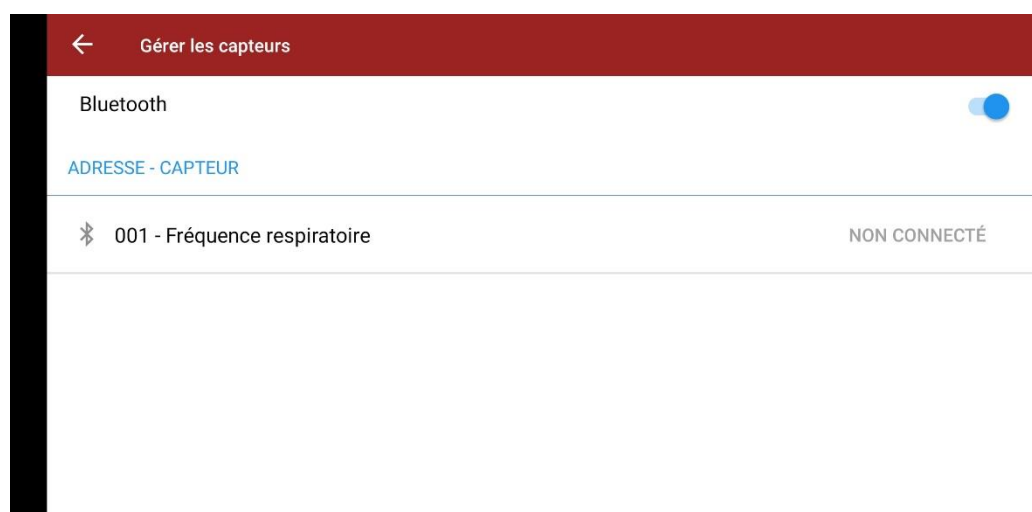 Gérer les capteurs
Bluetooth
ADRESSE - CAPTEUR
001 - Fréquence respiratoire NON CONNECTÉ